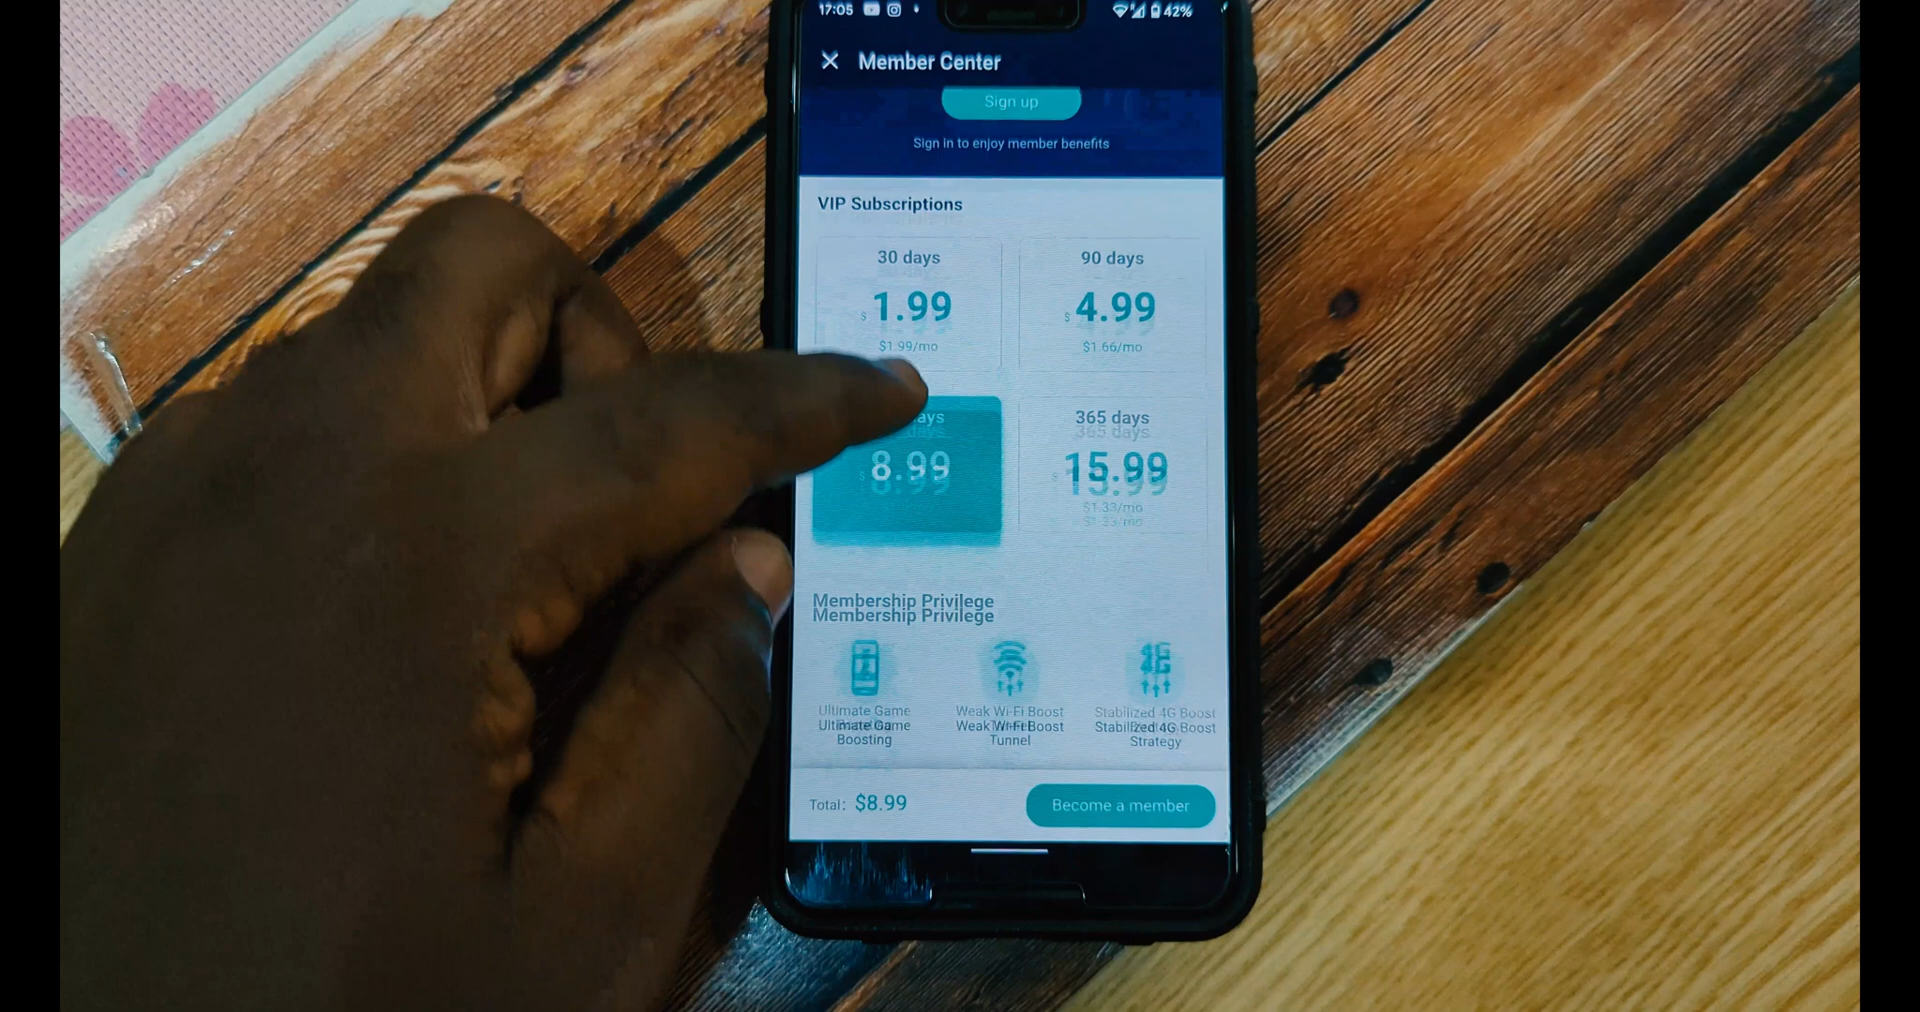 17:05
42%
Member Center
Sign up
Sign in to enjoy member benefits
VIP Subscriptions
30 days
90 days
$ 1.99
$ 4.99
$1.99/mo
$1.66/mo
365 days
$ 8.99
$ 15.99
$1.33/mo
Membership Privilege
4G
Ultimate Game
Boosting
Weak Wi-Fi Boost
Tunnel
Stabilized 4G Boost
Strategy
Total: $8.99
Become a member